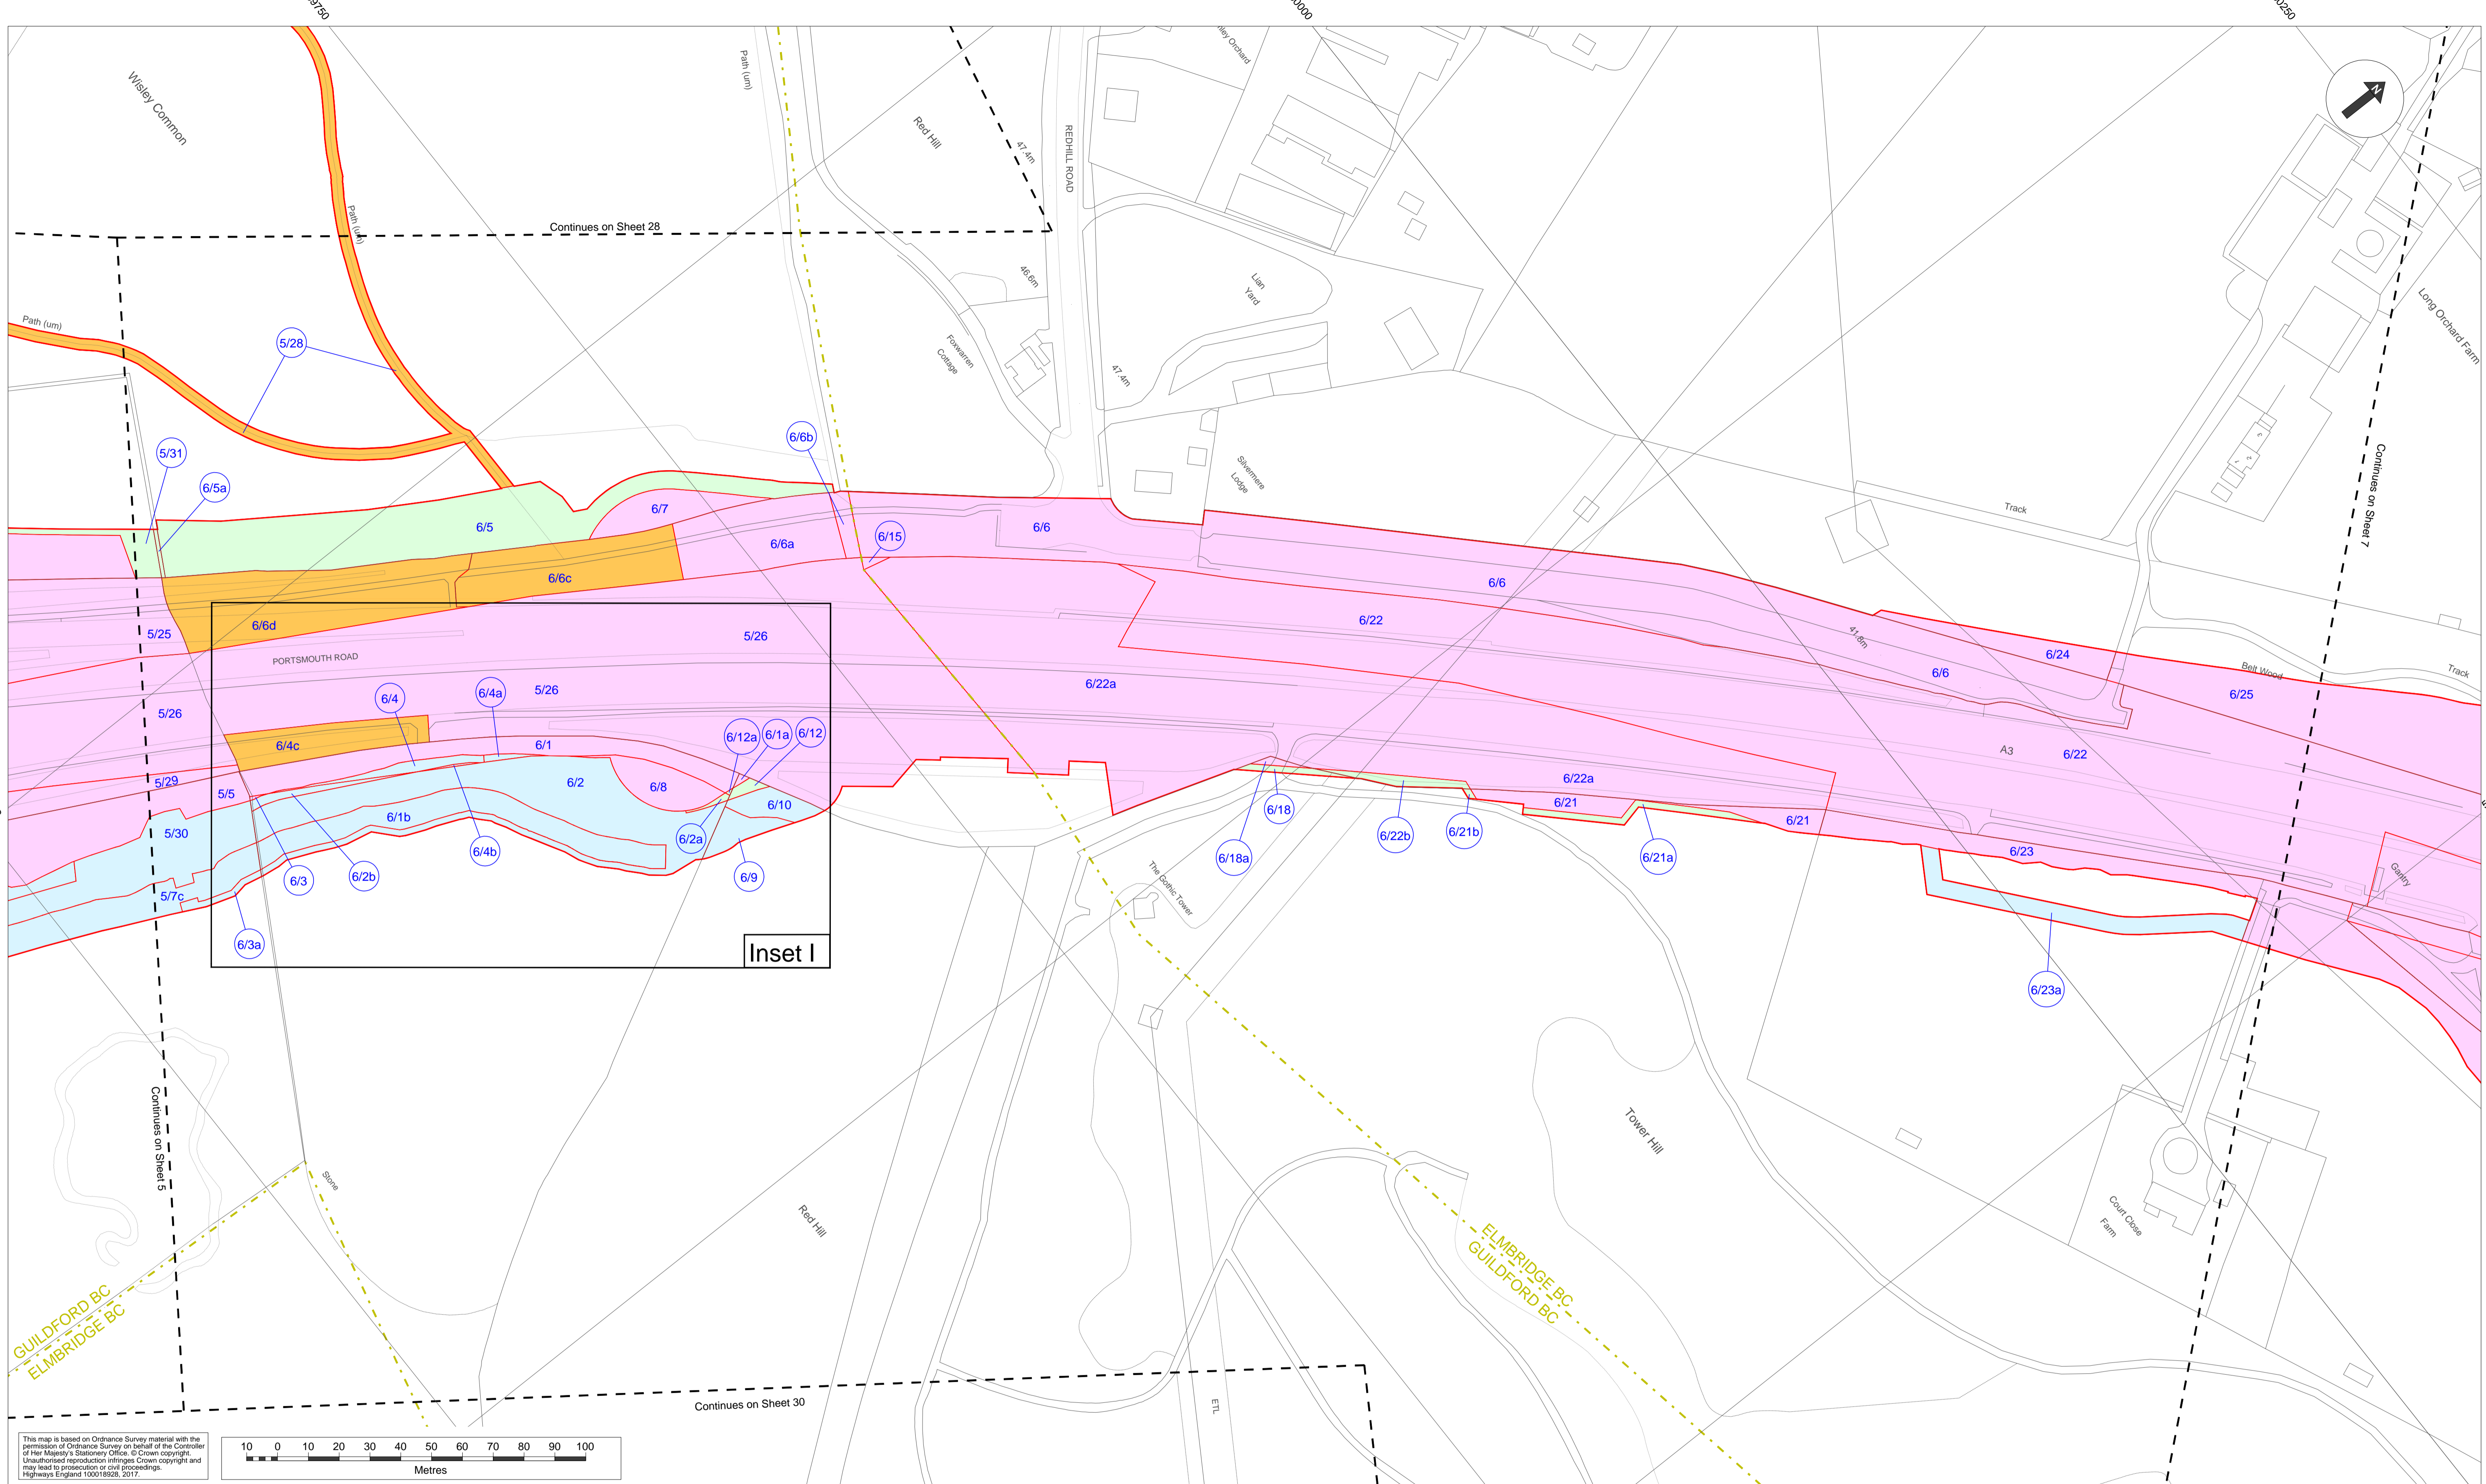 0000
0250
Wisley Common
Path (um)
Red Hill
47.4m
REDHILL ROAD
N
Continues on Sheet 28
Path (um)
46.6m
Lian
Yard
Long Orchard Farm
Path (um)
5/28
Foxwarren
Cottage
47.4m
5/31
6/5a
6/6b
Silvermere
Lodge
Continues on Sheet 7
Track
6/5
6/7
6/6a
6/15
6/6
6/6c
6/6
5/25
6/6d
5/26
6/22
41.8m
6/24
PORTSMOUTH ROAD
6/6
Belt Wood
Track
6/4
6/4a
5/26
6/22a
6/25
5/26
6/4c
6/1
6/12a
6/1a
6/12
A3
6/22
5/29
5/5
6/2
6/8
6/10
6/22a
6/21
6/21
5/30
6/1b
6/18
6/22b
6/21b
6/2a
6/4b
6/18a
6/21a
6/23
Gantry
5/7c
6/3
6/2b
6/9
The Gothic Tower
6/3a
Inset I
6/23a
Continues on Sheet 5
Stone
Red Hill
Tower Hill
Court Close
Farm
GUILDFORD BC
ELMBRIDGE BC
ELMBRIDGE BC
GUILDFORD BC
Continues on Sheet 30
ETL
This map is based on Ordnance Survey material with the
permission of Ordnance Survey on behalf of the Controller
of Her Majesty's Stationery Office. © Crown copyright.
Unauthorised reproduction infringes Crown copyright and
may lead to prosecution or civil proceedings.
Highways England 100018928, 2017.
10 0 10 20 30 40 50 60 70 80 90 100
Metres